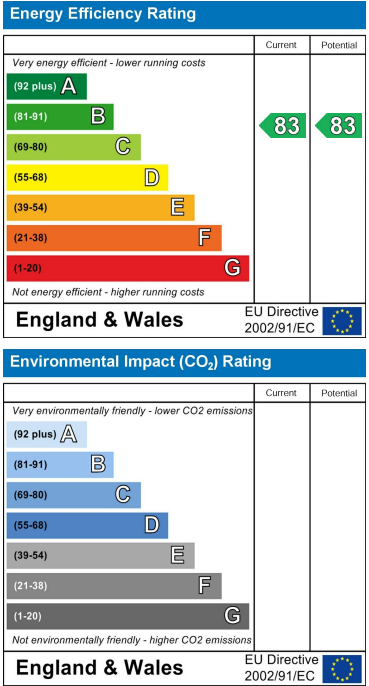 Energy Efficiency Rating
Current Potential
Very energy efficient - lower running costs
(92 plus) A
(81-91) B
83 83
(69-80) C
(55-68) D
(39-54) E
(21-38) F
(1-20) G
Not energy efficient - higher running costs
England & Wales
EU Directive
2002/91/EC
Environmental Impact (CO₂) Rating
Current Potential
Very environmentally friendly - lower CO2 emissions
(92 plus) A
(81-91) B
(69-80) C
(55-68) D
(39-54) E
(21-38) F
(1-20) G
Not environmentally friendly - higher CO2 emissions
England & Wales
EU Directive
2002/91/EC